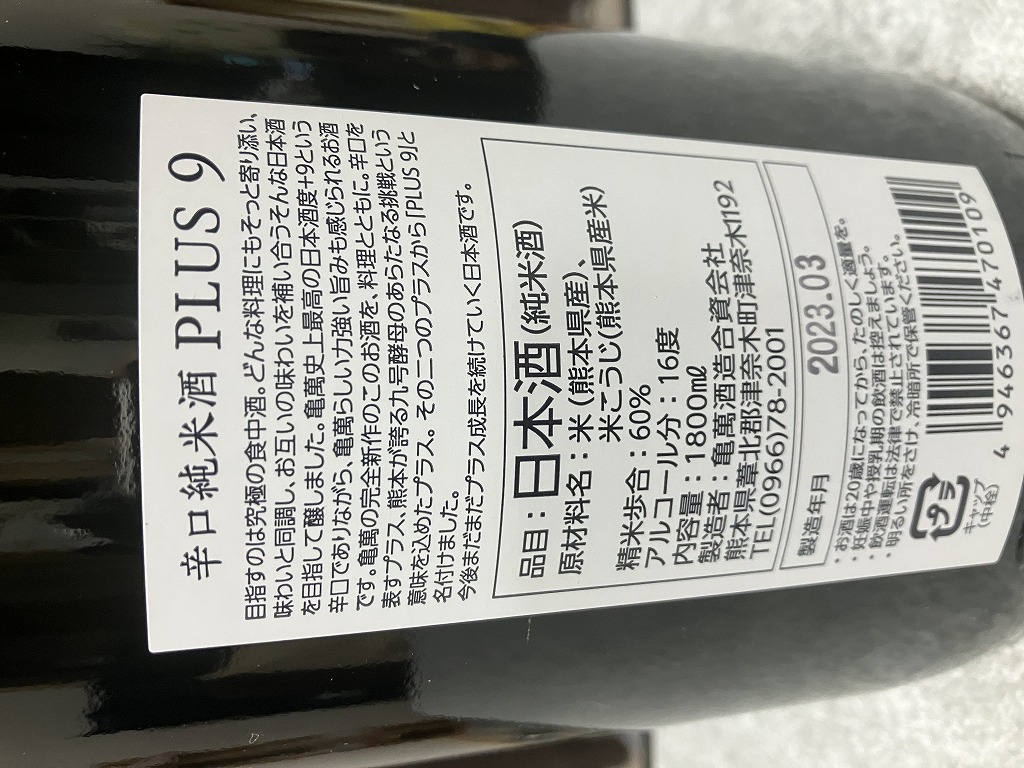 辛口純米酒 PLUS 9
目指すのは究極の食中酒。どんな料理にもそっと寄り添い、
味わいと同調し、お互いの味わいを補い合うそんな日本酒
を目指して醸しました。亀萬史上最高の日本酒度+9という
辛口でありながら、亀萬らしい力強い旨みも感じられるお酒
です。亀萬の完全新作のこのお酒を、料理とともに。辛口を
表すプラス、熊本が誇る九号酵母のあらたなる挑戦という
意味を込めたプラス。その二つのプラスから「PLUS 9」と
名付けました。
今後まだまだプラス成長を続けていく日本酒です。
品目：日本酒(純米酒)
原材料名：米(熊本県産)、
米こうじ(熊本県産米)
精米歩合：60%
アルコール分：16度
内容量：1800㎖
製造者：亀萬酒造合資会社
熊本県葦北郡津奈木町津奈木1192
TEL(0966)78-2001
製造年月 2023.03
・お酒は20歳になってから、たのしく適量を。
・妊娠中や授乳期の飲酒は控えましょう。
・飲酒運転は法律で禁止されています。
・明るい所をさけ、冷暗所で保管ください。
プラ
キャップ
(中栓)
4 946367 470109